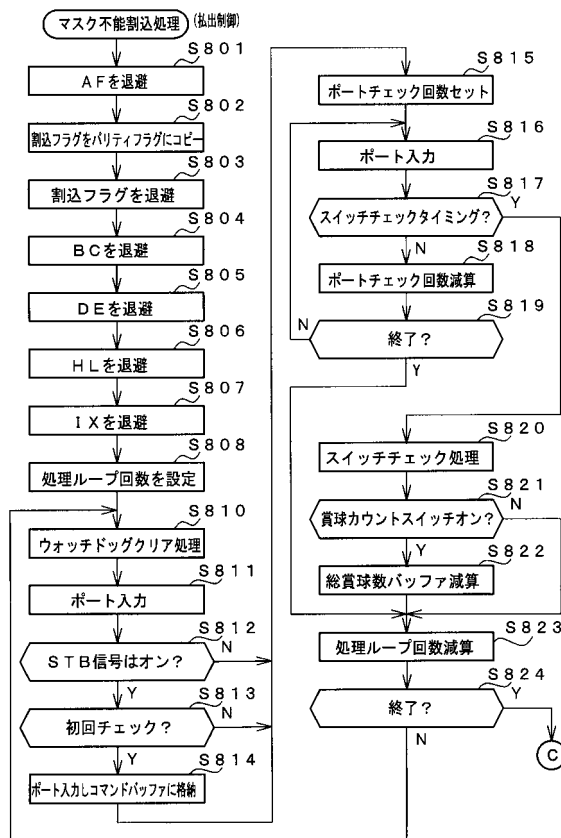 マスク不能割込処理 (払出制御)
S801
AFを退避
S802
割込フラグをパリティフラグにコピー
S803
割込フラグを退避
S804
BCを退避
S805
DEを退避
S806
HLを退避
S807
IXを退避
S808
処理ループ回数を設定
S810
ウォッチドッグクリア処理
S811
ポート入力
S812
STB信号はオン?
N
Y
S813
初回チェック?
N
Y
S814
ポート入力しコマンドバッファに格納
S815
ポートチェック回数セット
S816
ポート入力
S817
スイッチチェックタイミング?
Y
N
S818
ポートチェック回数減算
S819
N
終了?
Y
S820
スイッチチェック処理
S821
賞球カウントスイッチオン?
N
Y
S822
総賞球数バッファ減算
S823
処理ループ回数減算
S824
終了?
Y
N
C